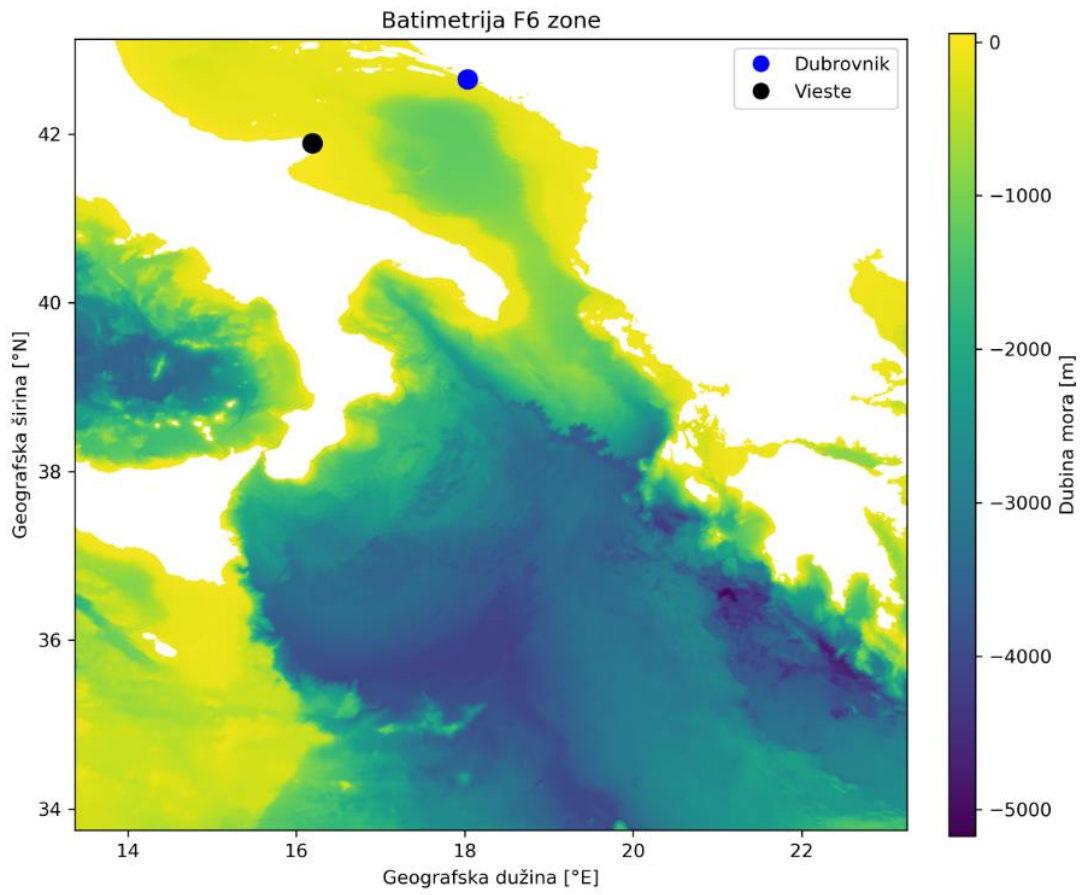 Batimetrija F6 zone
Dubrovnik
Vieste
42
40
38
36
34
Geografska širina [°N]
14
16
18
20
22
Geografska dužina [°E]
0
−1000
−2000
−3000
−4000
−5000
Dubina mora [m]